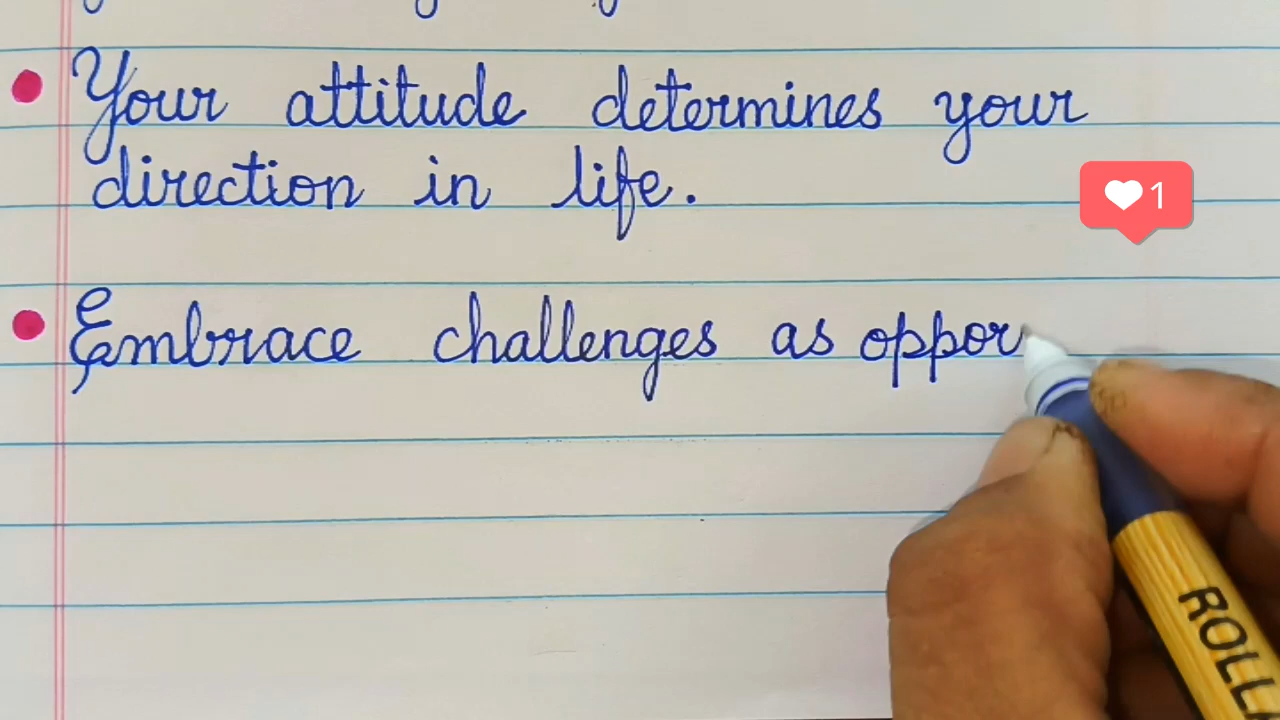 Your attitude determines your
direction in life.
1
Embrace challenges as oppor
ROLL